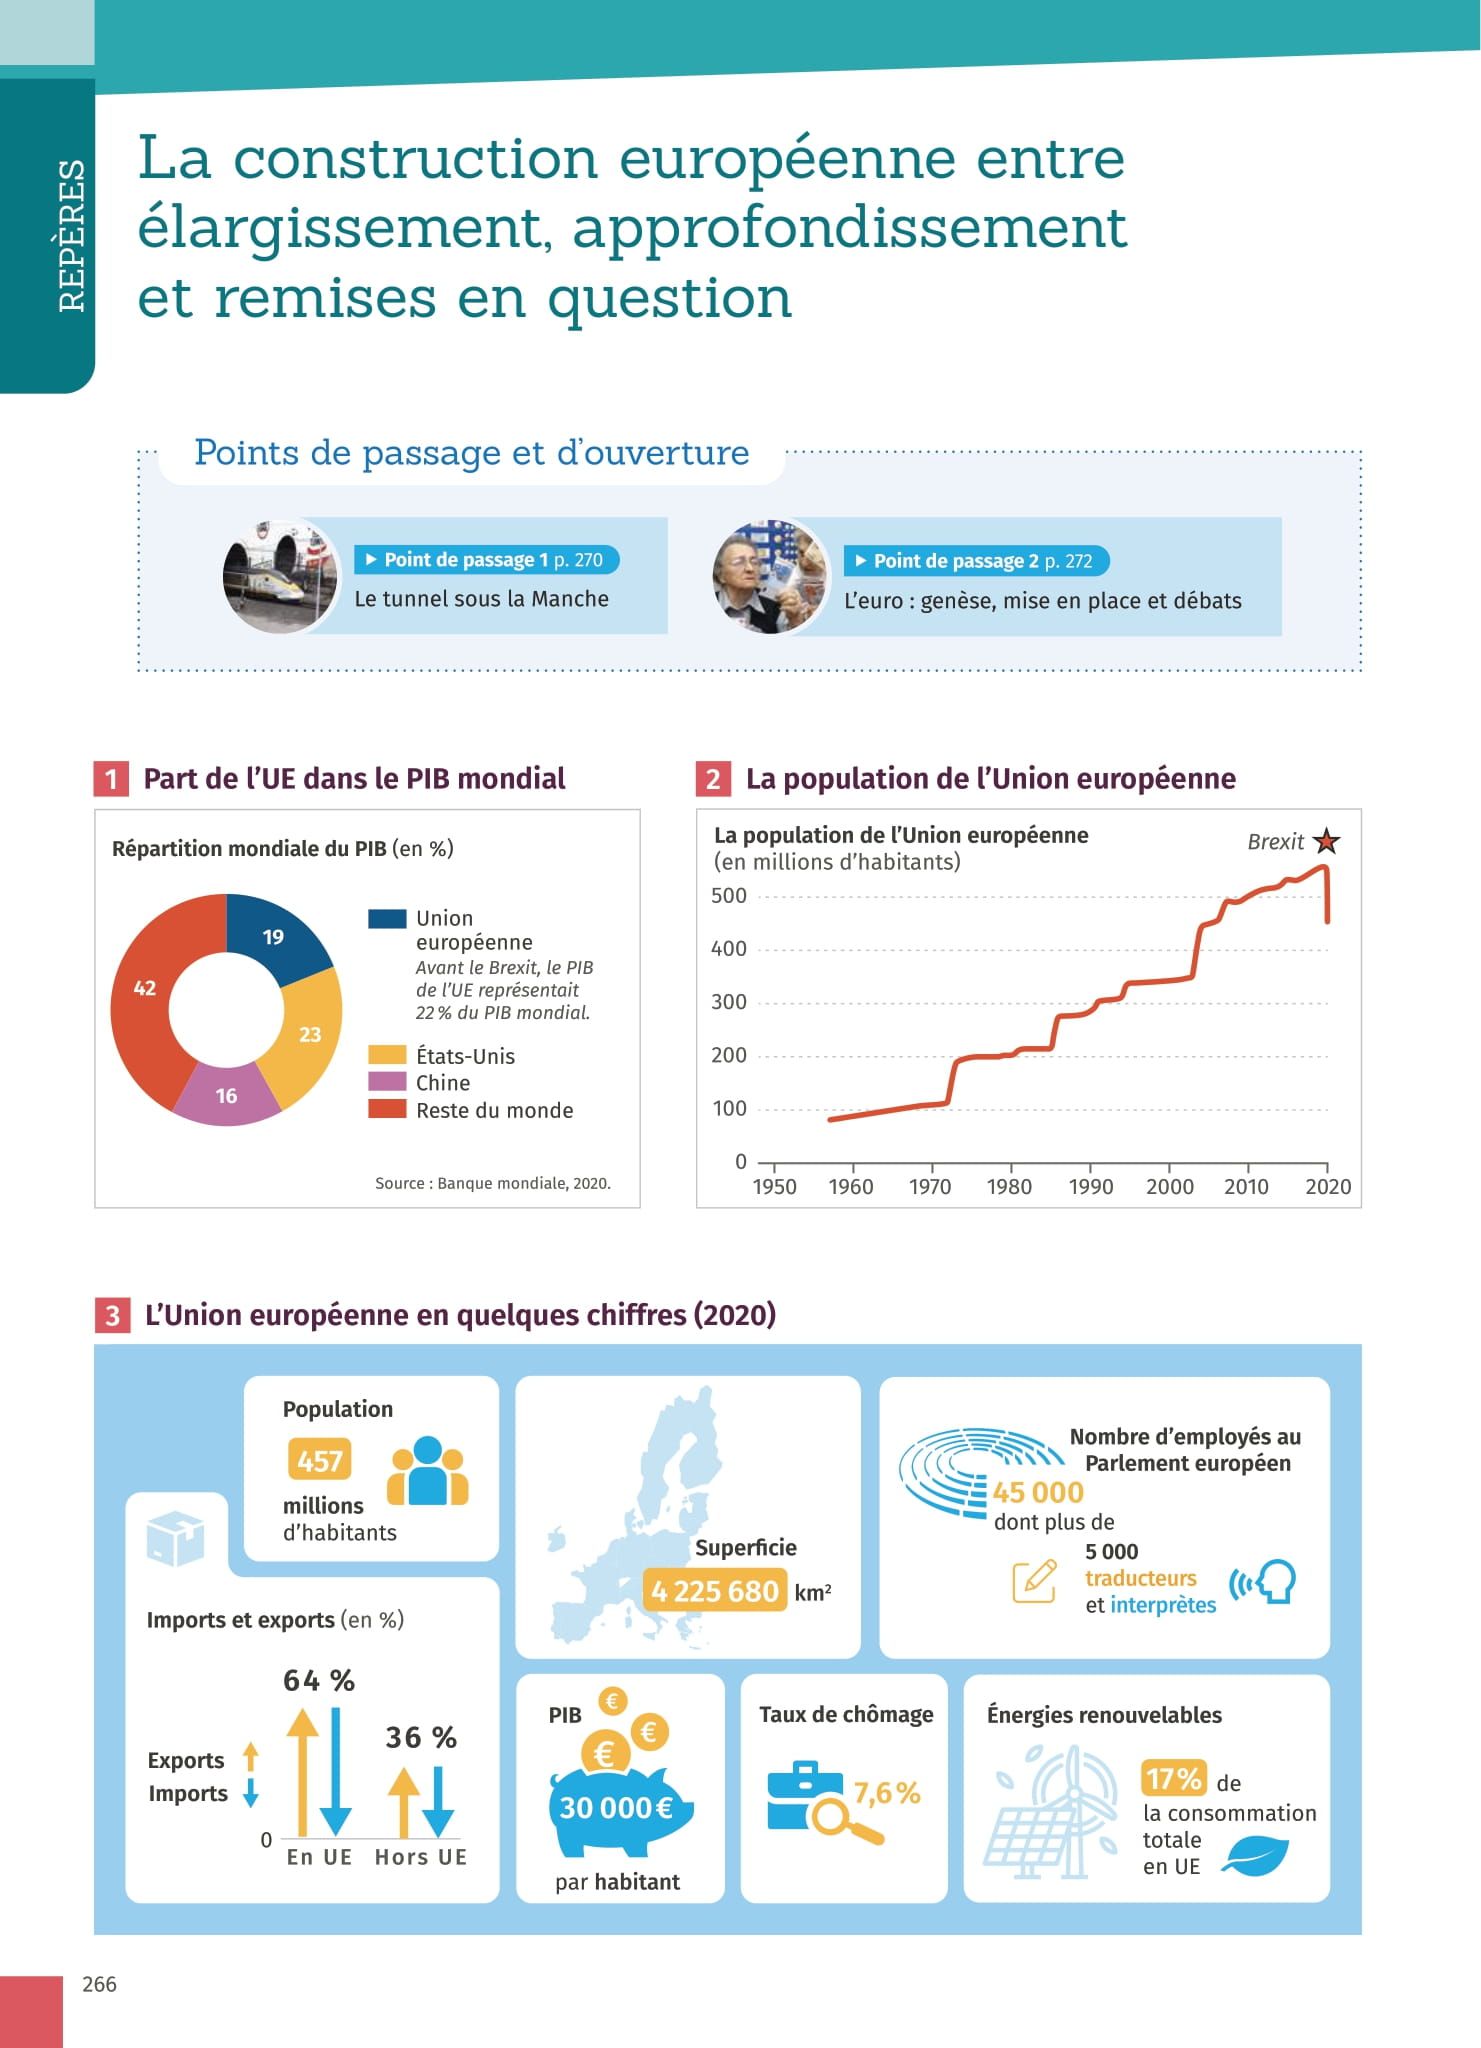 REPÈRES
La construction européenne entre
élargissement, approfondissement
et remises en question
Points de passage et d’ouverture
▶ Point de passage 1 p. 270
Le tunnel sous la Manche
▶ Point de passage 2 p. 272
L’euro : genèse, mise en place et débats
1 Part de l’UE dans le PIB mondial
Répartition mondiale du PIB (en %)
19
23
16
42
Union
européenne
Avant le Brexit, le PIB
de l’UE représentait
22 % du PIB mondial.
États-Unis
Chine
Reste du monde
Source : Banque mondiale, 2020.
2 La population de l’Union européenne
La population de l’Union européenne
(en millions d’habitants)
Brexit
500
400
300
200
100
0
1950 1960 1970 1980 1990 2000 2010 2020
3 L’Union européenne en quelques chiffres (2020)
Population
457
millions
d’habitants
Imports et exports (en %)
64 %
36 %
Exports
Imports
0
En UE Hors UE
Superficie
4 225 680 km²
Nombre d’employés au
Parlement européen
45 000
dont plus de
5 000
traducteurs
et interprètes
PIB
€
€
€
30 000 €
par habitant
Taux de chômage
7,6 %
Énergies renouvelables
17 % de
la consommation
totale
en UE
266